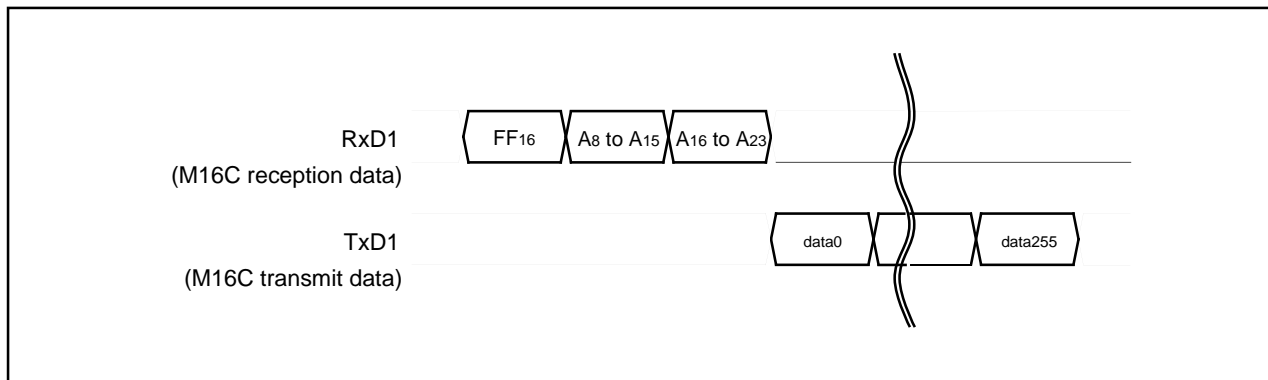 RxD1
(M16C reception data)
FF16
A8 to A15
A16 to A23
TxD1
(M16C transmit data)
data0
data255